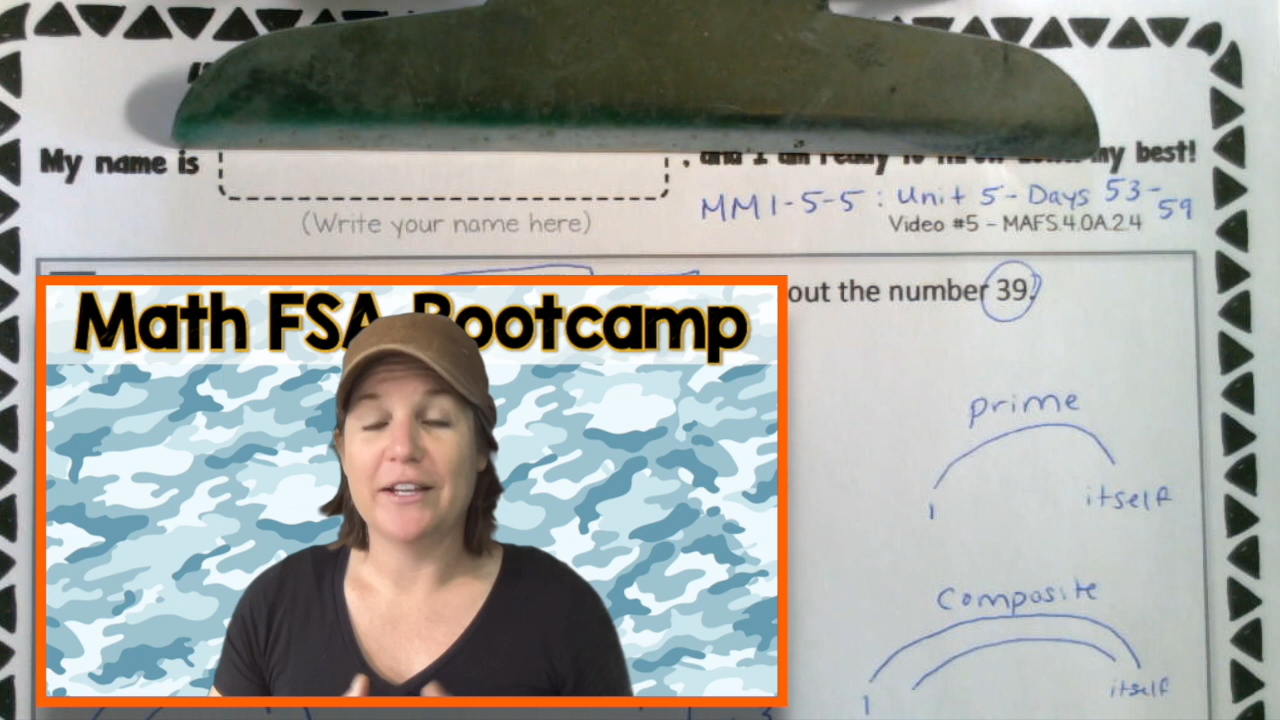 My name is , and I am ready to my best!
(Write your name here)
MM1-5-5 : Unit 5 - Days 53-59
Video #5 – MAFS.4.OA.2.4
out the number 39.
Math FSA Bootcamp
prime
1 itself
Composite
1 itself